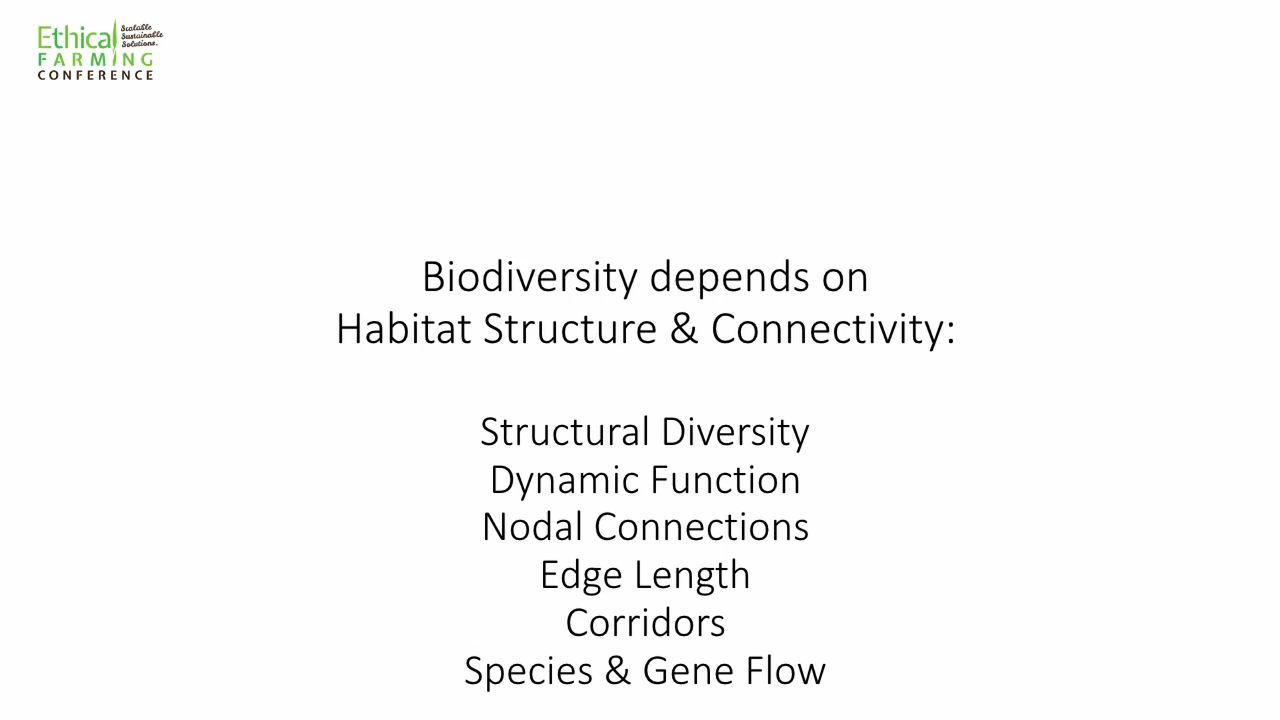 Ethical
Scalable
Sustainable
Solutions.
FARMING
CONFERENCE
Biodiversity depends on
Habitat Structure & Connectivity:
Structural Diversity
Dynamic Function
Nodal Connections
Edge Length
Corridors
Species & Gene Flow